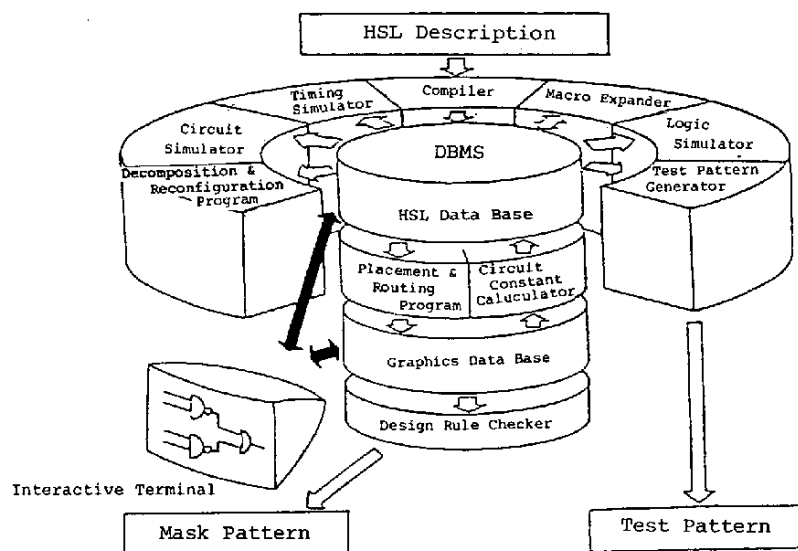 HSL Description
Timing
Simulator
Compiler
Macro Expander
Circuit
Simulator
Logic
Simulator
Decomposition &
Reconfiguration
Program
DBMS
Test Pattern
Generator
HSL Data Base
Placement &
Routing
Program
Circuit
Constant
Caluculator
Graphics Data Base
Design Rule Checker
Interactive Terminal
Mask Pattern
Test Pattern